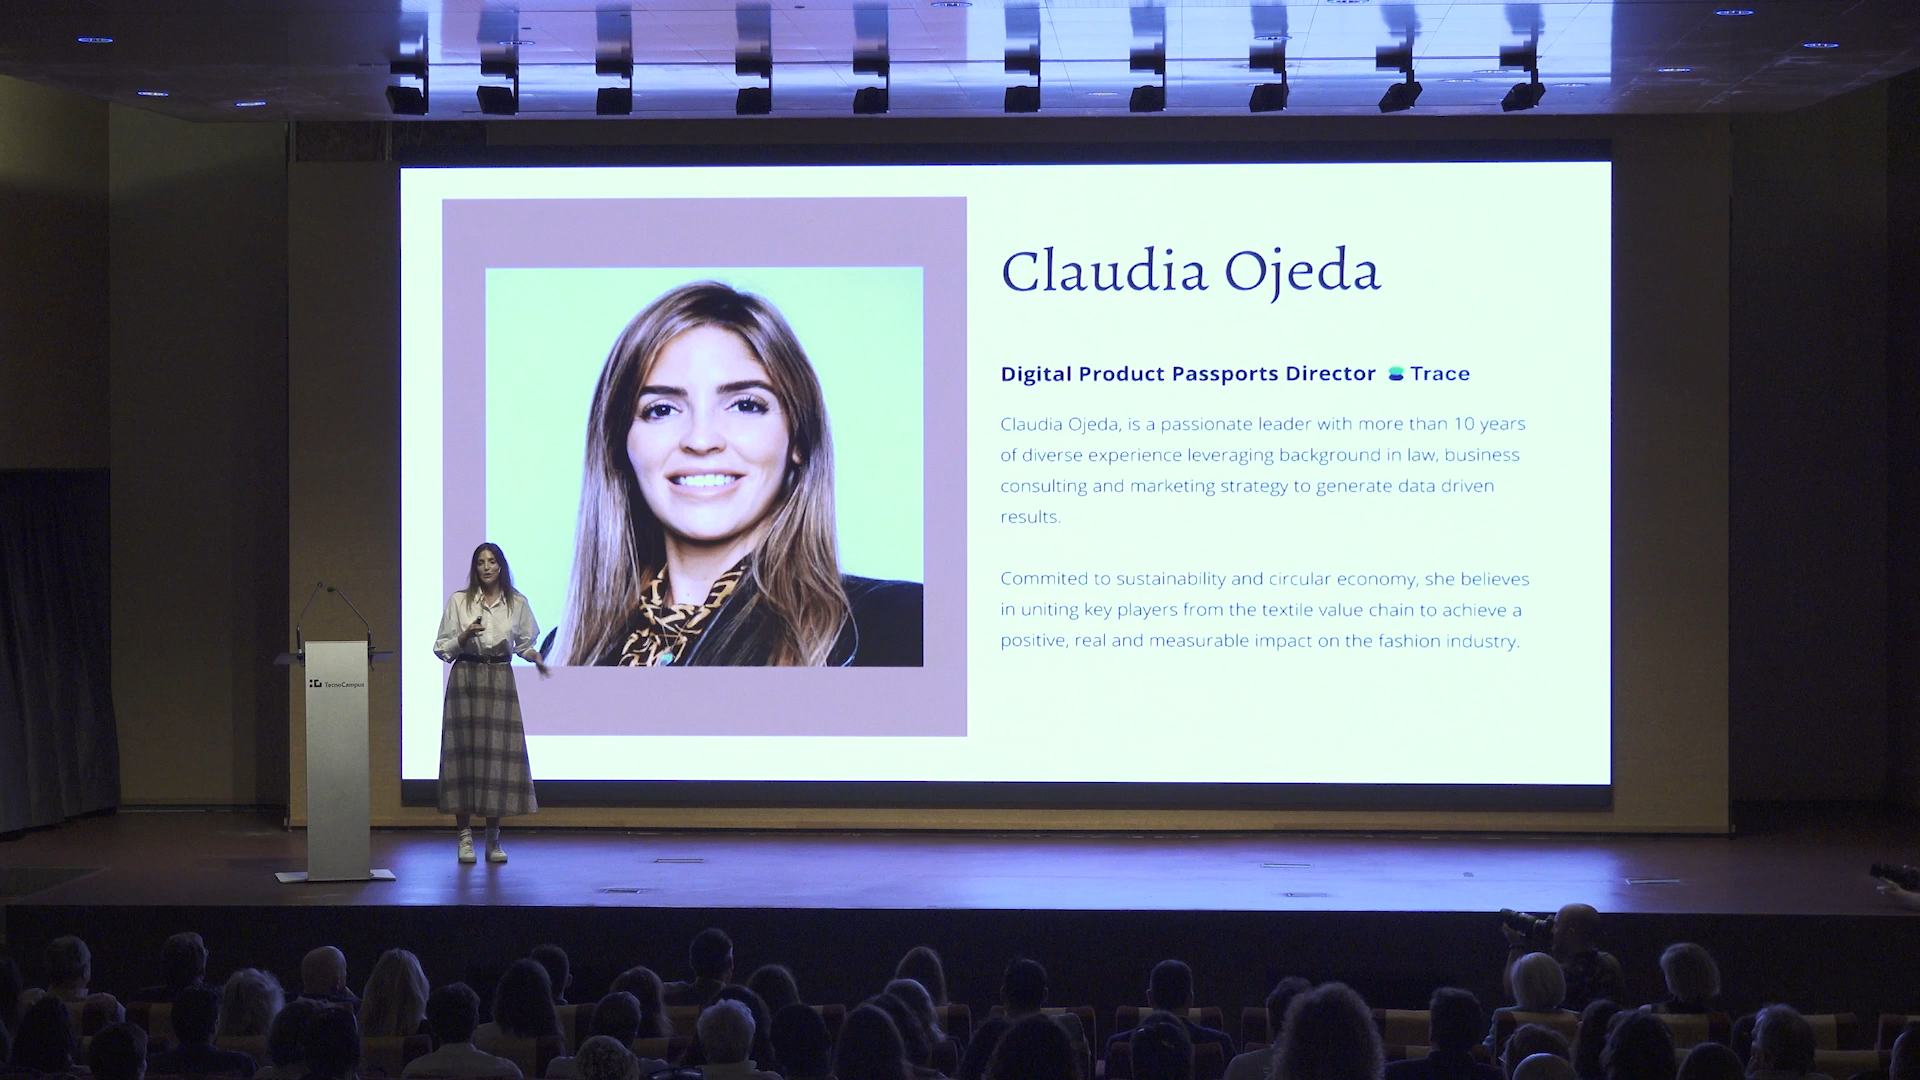 Claudia Ojeda
Digital Product Passports Director Trace
Claudia Ojeda, is a passionate leader with more than 10 years
of diverse experience leveraging background in law, business
consulting and marketing strategy to generate data driven
results.
Commited to sustainability and circular economy, she believes
in uniting key players from the textile value chain to achieve a
positive, real and measurable impact on the fashion industry.
TecnoCampus